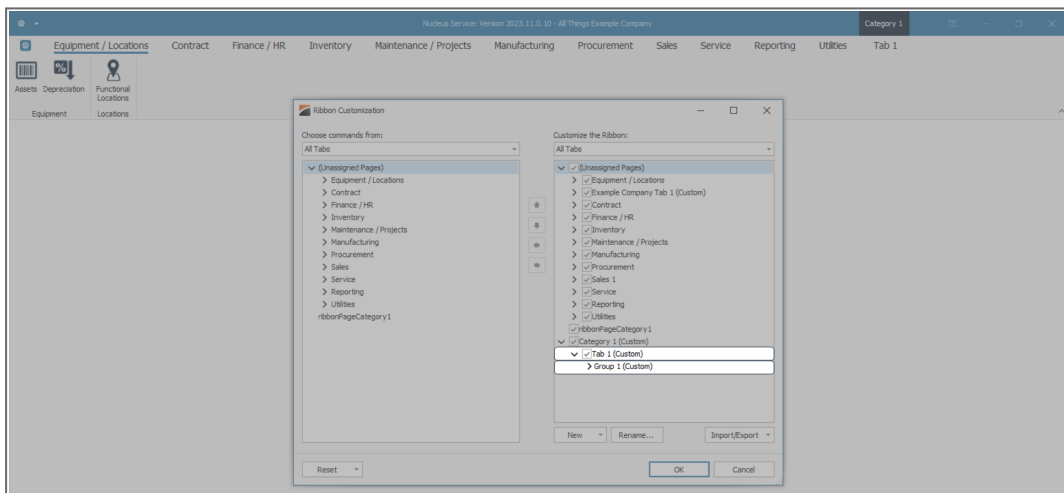 Nucleus Service: Version 2023.11.0.10 - All Things Example Company
Category 1
Equipment / Locations Contract Finance / HR Inventory Maintenance / Projects Manufacturing Procurement Sales Service Reporting Utilities Tab 1
Assets Depreciation Functional Locations
Equipment Locations
Ribbon Customization
Choose commands from:
All Tabs
(Unassigned Pages)
Equipment / Locations
Contract
Finance / HR
Inventory
Maintenance / Projects
Manufacturing
Procurement
Sales
Service
Reporting
Utilities
ribbonPageCategory1
Customize the Ribbon:
All Tabs
(Unassigned Pages)
Equipment / Locations
Example Company Tab 1 (Custom)
Contract
Finance / HR
Inventory
Maintenance / Projects
Manufacturing
Procurement
Sales 1
Service
Reporting
Utilities
ribbonPageCategory1
Category 1 (Custom)
Tab 1 (Custom)
Group 1 (Custom)
New Rename... Import/Export
Reset OK Cancel